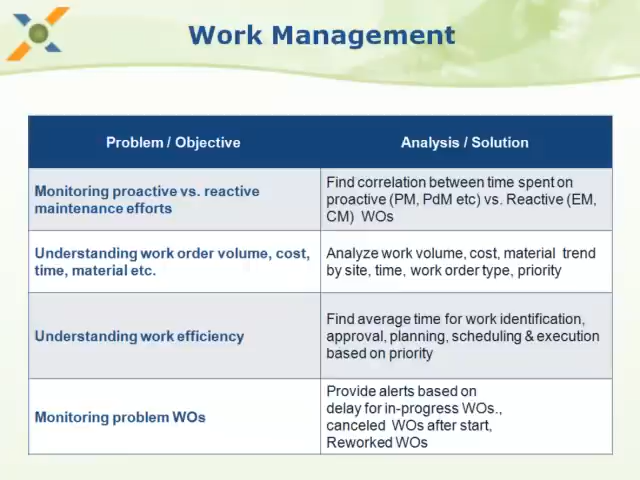 Work Management
Problem / Objective
Analysis / Solution
Monitoring proactive vs. reactive
maintenance efforts
Find correlation between time spent on
proactive (PM, PdM etc) vs. Reactive (EM,
CM)  WOs
Understanding work order volume, cost,
time, material etc.
Analyze work volume, cost, material  trend
by site, time, work order type, priority
Understanding work efficiency
Find average time for work identification,
approval, planning, scheduling & execution
based on priority
Monitoring problem WOs
Provide alerts based on
delay for in-progress WOs.,
canceled  WOs after start,
Reworked WOs